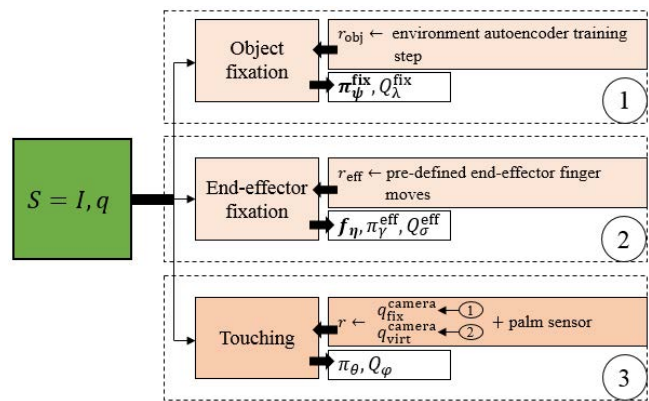 S = I, q
Object
fixation
r_obj ← environment autoencoder training
step
π_ψ^fix, Q_λ^fix
1
End-effector
fixation
r_eff ← pre-defined end-effector finger
moves
f_η, π_γ^eff, Q_σ^eff
2
Touching
r ← q_fix^camera ← 1
q_virt^camera ← 2
+ palm sensor
π_θ, Q_φ
3